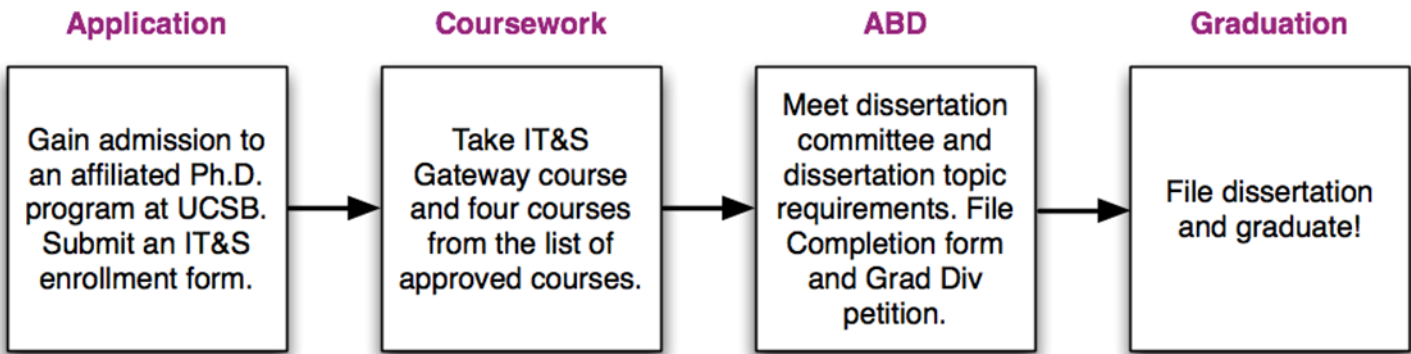 Application
Gain admission to
an affiliated Ph.D.
program at UCSB.
Submit an IT&S
enrollment form.
Coursework
Take IT&S
Gateway course
and four courses
from the list of
approved courses.
ABD
Meet dissertation
committee and
dissertation topic
requirements. File
Completion form
and Grad Div
petition.
Graduation
File dissertation
and graduate!